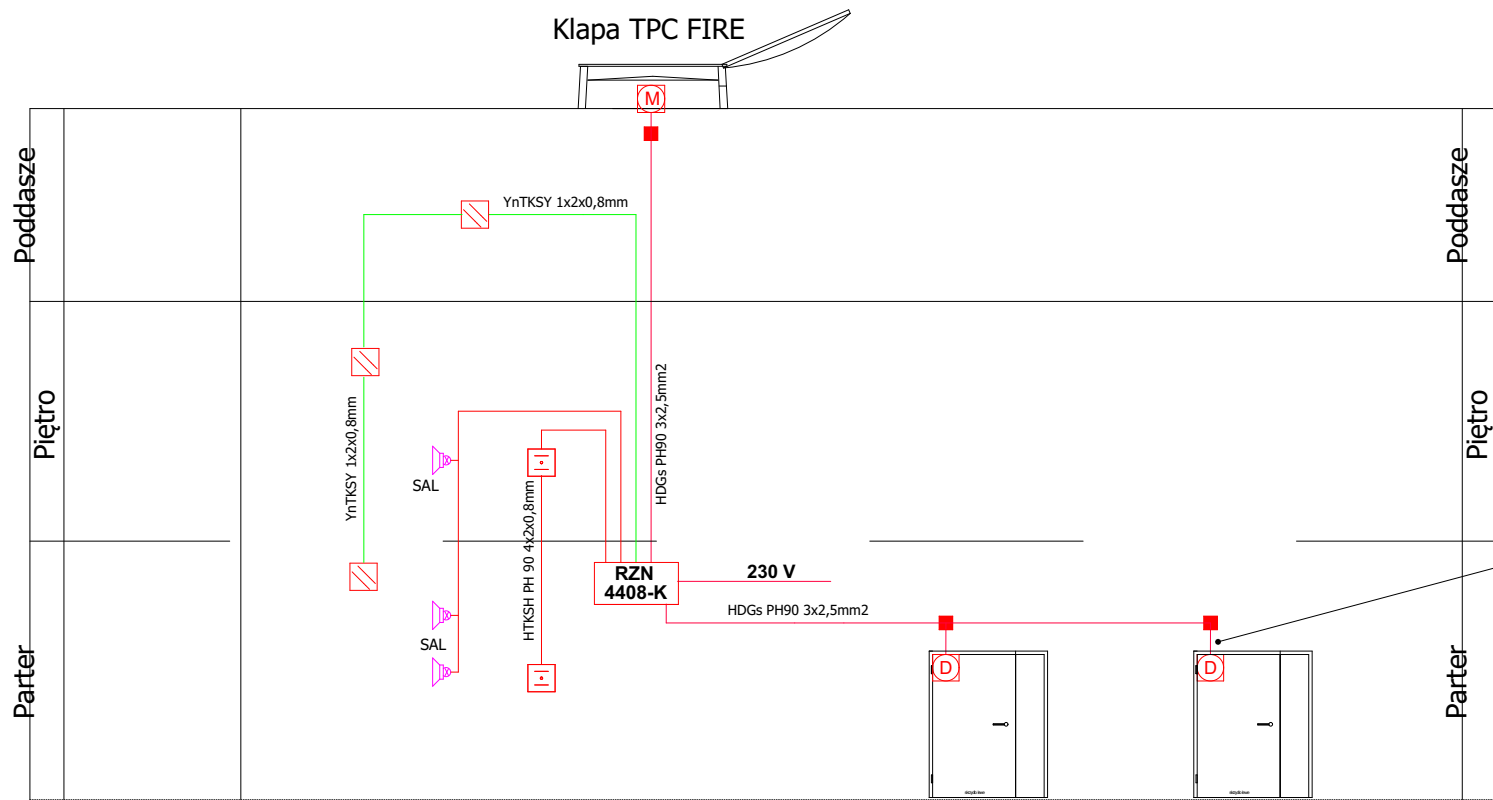 Klapa TPC FIRE
M
Poddasze
Poddasze
YnTKSY 1x2x0,8mm
Piętro
Piętro
YnTKSY 1x2x0,8mm
HDGs PH90 3x2,5mm2
SAL
HTKSH PH 90 4x2x0,8mm
RZN
4408-K
230 V
HDGs PH90 3x2,5mm2
SAL
Parter
Parter
D
D